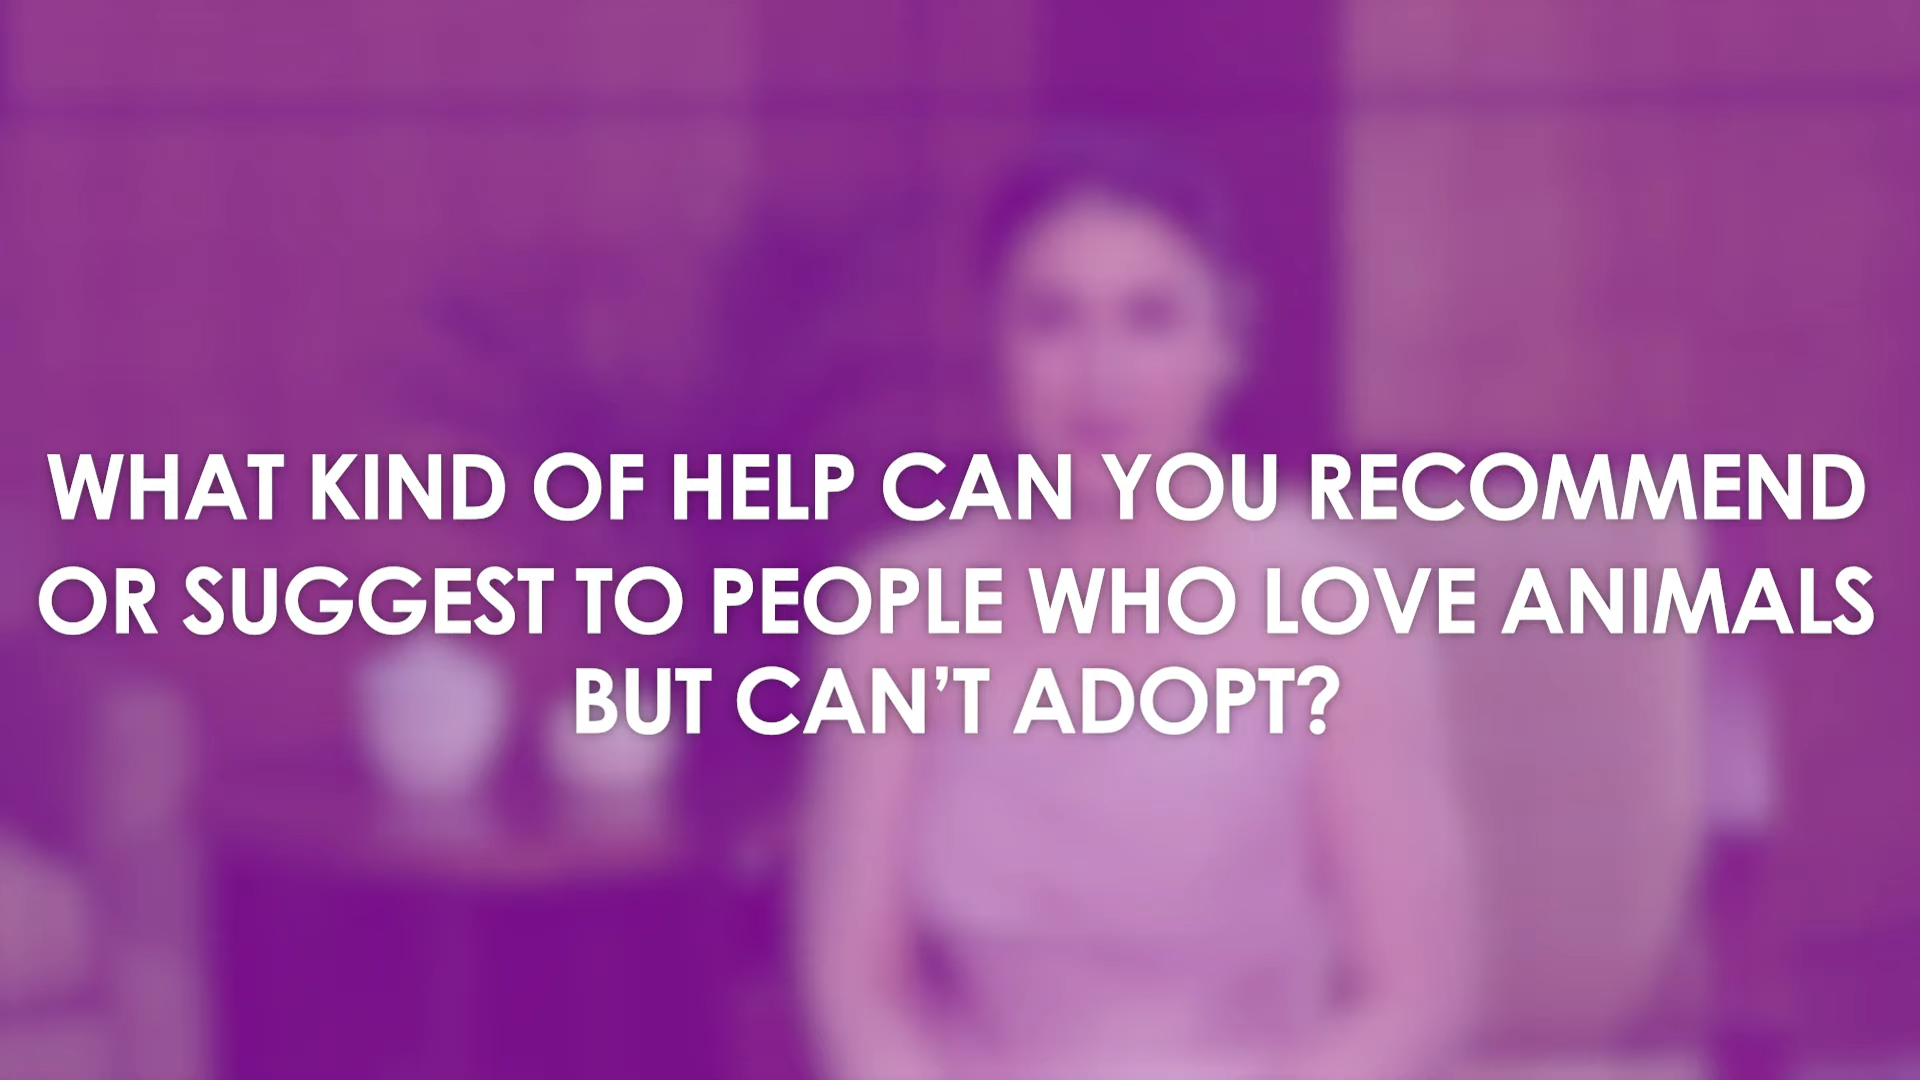 WHAT KIND OF HELP CAN YOU RECOMMEND
OR SUGGEST TO PEOPLE WHO LOVE ANIMALS
BUT CAN’T ADOPT?